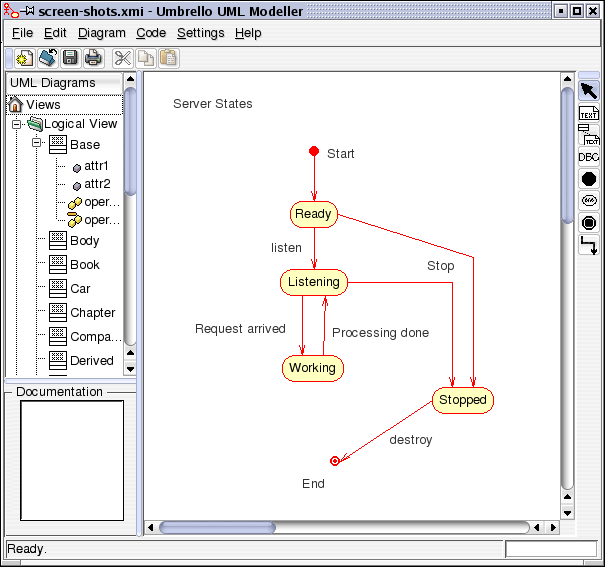 screen-shots.xmi - Umbrello UML Modeller
File Edit Diagram Code Settings Help
UML Diagrams
Views
Logical View
Base
attr1
attr2
oper...
oper...
Body
Book
Car
Chapter
Compa...
Derived
Documentation
Server States
Start
Ready
listen
Stop
Listening
Request arrived
Processing done
Working
Stopped
destroy
End
TEXT
TEXT
DBC
Ready.